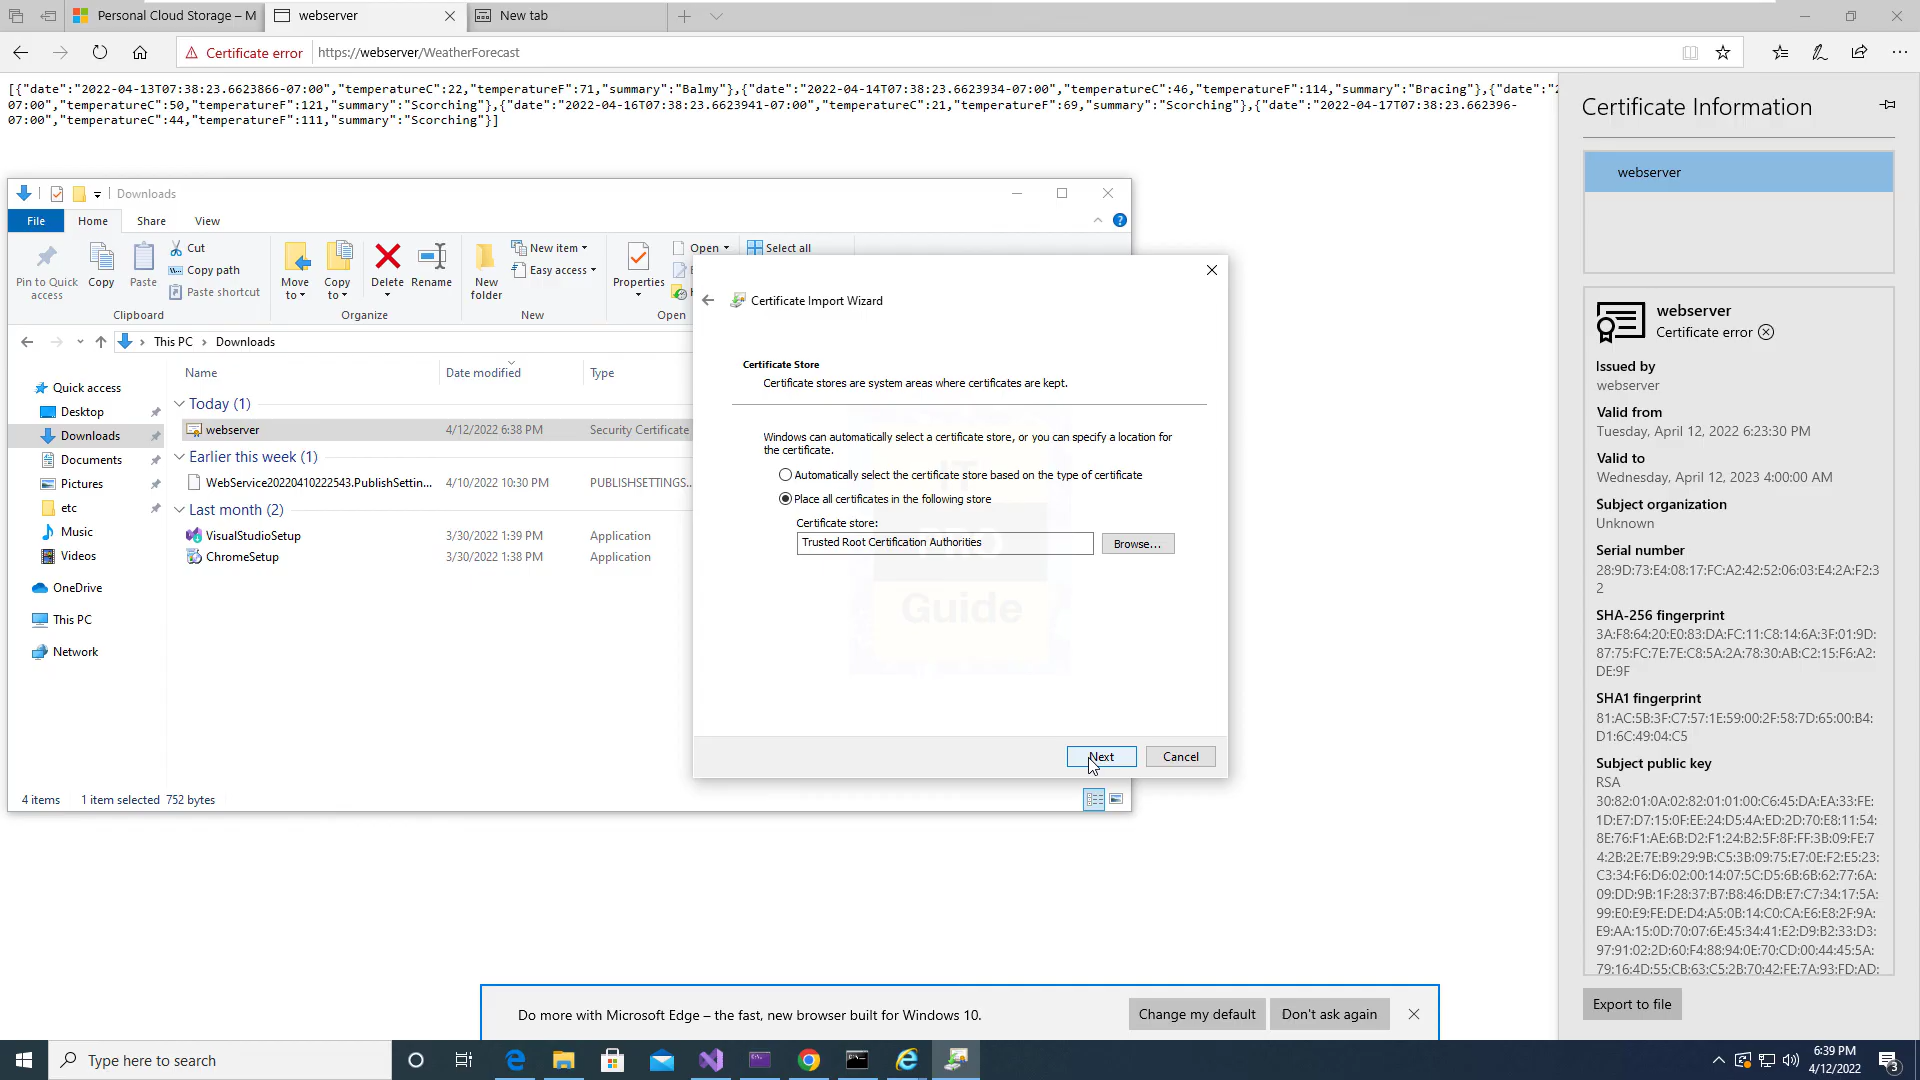 Personal Cloud Storage – M
webserver
New tab
Certificate error
https://webserver/WeatherForecast
[{"date":"2022-04-13T07:38:23.6623866-07:00","temperatureC":22,"temperatureF":71,"summary":"Balmy"},{"date":"2022-04-14T07:38:23.6623934-07:00","temperatureC":46,"temperatureF":114,"summary":"Bracing"},{"date":"2
07:00","temperatureC":50,"temperatureF":121,"summary":"Scorching"},{"date":"2022-04-16T07:38:23.6623941-07:00","temperatureC":21,"temperatureF":69,"summary":"Scorching"},{"date":"2022-04-17T07:38:23.662396-
07:00","temperatureC":44,"temperatureF":111,"summary":"Scorching"}]
Downloads
File
Home
Share
View
Pin to Quick
access
Copy
Paste
Cut
Copy path
Paste shortcut
Clipboard
Move
to
Copy
to
Delete
Rename
Organize
New
folder
New item
Easy access
New
Properties
Open
Open
Select all
This PC > Downloads
Name
Date modified
Type
Quick access
Desktop
Downloads
Documents
Pictures
etc
Music
Videos
OneDrive
This PC
Network
Today (1)
webserver 4/12/2022 6:38 PM Security Certificate
Earlier this week (1)
WebService20220410222543.PublishSettin... 4/10/2022 10:30 PM PUBLISHSETTINGS...
Last month (2)
VisualStudioSetup 3/30/2022 1:39 PM Application
ChromeSetup 3/30/2022 1:38 PM Application
4 items 1 item selected 752 bytes
Certificate Import Wizard
Certificate Store
Certificate stores are system areas where certificates are kept.
Windows can automatically select a certificate store, or you can specify a location for
the certificate.
Automatically select the certificate store based on the type of certificate
Place all certificates in the following store
Certificate store:
Trusted Root Certification Authorities
Browse...
Guide
Next
Cancel
Certificate Information
webserver
webserver
Certificate error
Issued by
webserver
Valid from
Tuesday, April 12, 2022 6:23:30 PM
Valid to
Wednesday, April 12, 2023 4:00:00 AM
Subject organization
Unknown
Serial number
28:9D:73:E4:08:17:FC:A2:42:52:06:03:E4:2A:F2:3
2
SHA-256 fingerprint
3A:F8:64:20:E0:83:DA:FC:11:C8:14:6A:3F:01:9D:
87:75:FC:7E:7E:C8:5A:2A:78:30:AB:C2:15:F6:A2:
DE:9F
SHA1 fingerprint
81:AC:5B:3F:C7:57:1E:59:00:2F:58:7D:65:00:B4:
D1:6C:49:04:C5
Subject public key
RSA
30:82:01:0A:02:82:01:01:00:C6:45:DA:EA:33:FE:
1D:E7:D7:15:0F:EE:24:D5:4A:ED:2D:70:E8:11:54:
8E:76:F1:AE:6B:D2:F1:24:B2:5F:8F:FF:3B:09:FE:7
4:2B:2E:7E:B9:29:9B:C5:3B:09:75:E7:0E:F2:E5:23:
C3:34:F6:D6:02:00:14:07:5C:D5:6B:6B:62:77:6A:
09:DD:9B:1F:28:37:B7:B8:46:DB:E7:C7:34:17:5A:
99:E0:E9:FE:DE:D4:A5:0B:14:C0:CA:E6:E8:2F:9A:
E9:AA:15:0D:70:07:6E:45:34:41:E2:D9:B2:33:D3:
97:91:02:2D:60:F4:88:94:0E:70:CD:00:44:45:5A:
79:16:4D:55:CB:63:C5:2B:70:42:FE:7A:93:FD:AD:
Export to file
Do more with Microsoft Edge – the fast, new browser built for Windows 10.
Change my default
Don't ask again
Type here to search
6:39 PM
4/12/2022
3